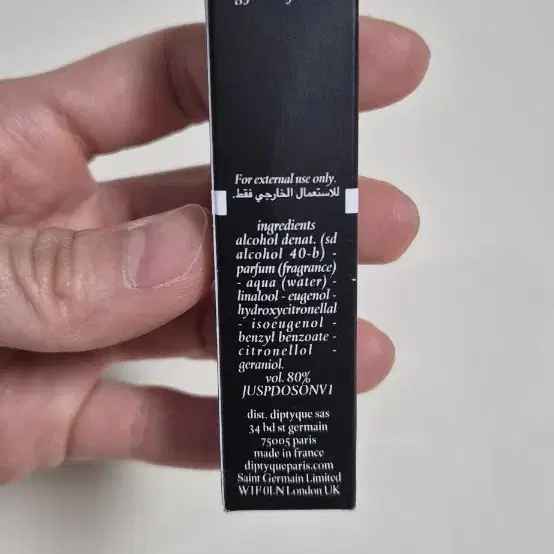 For external use only.
للاستعمال الخارجي فقط.
ingredients
alcohol denat. (sd
alcohol 40-b) -
parfum (fragrance)
- aqua (water) -
linalool - eugenol -
hydroxycitronellal
- isoeugenol -
benzyl benzoate -
citronellol -
geraniol.
vol. 80%
JUSPDOSONV1
dist. diptyque sas
34 bd st germain
75005 paris
made in france
diptyqueparis.com
Saint Germain Limited
W1F 0LN London UK